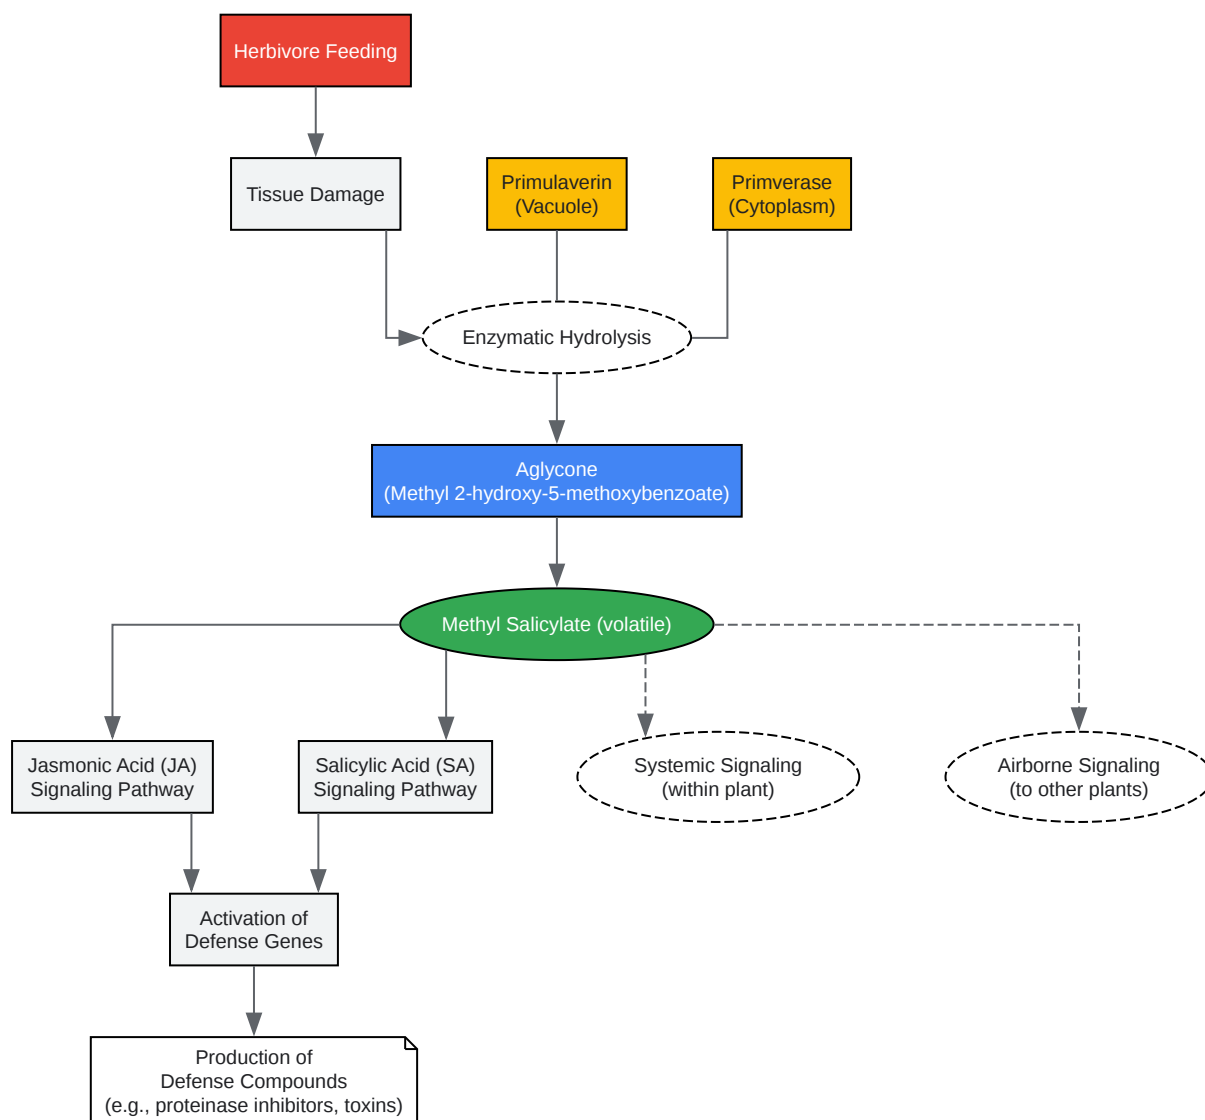 Herbivore Feeding
Tissue Damage
Primulaverin
(Vacuole)
Primverase
(Cytoplasm)
Enzymatic Hydrolysis
Aglycone
(Methyl 2-hydroxy-5-methoxybenzoate)
Methyl Salicylate (volatile)
Jasmonic Acid (JA)
Signaling Pathway
Salicylic Acid (SA)
Signaling Pathway
Systemic Signaling
(within plant)
Airborne Signaling
(to other plants)
Activation of
Defense Genes
Production of
Defense Compounds
(e.g., proteinase inhibitors, toxins)